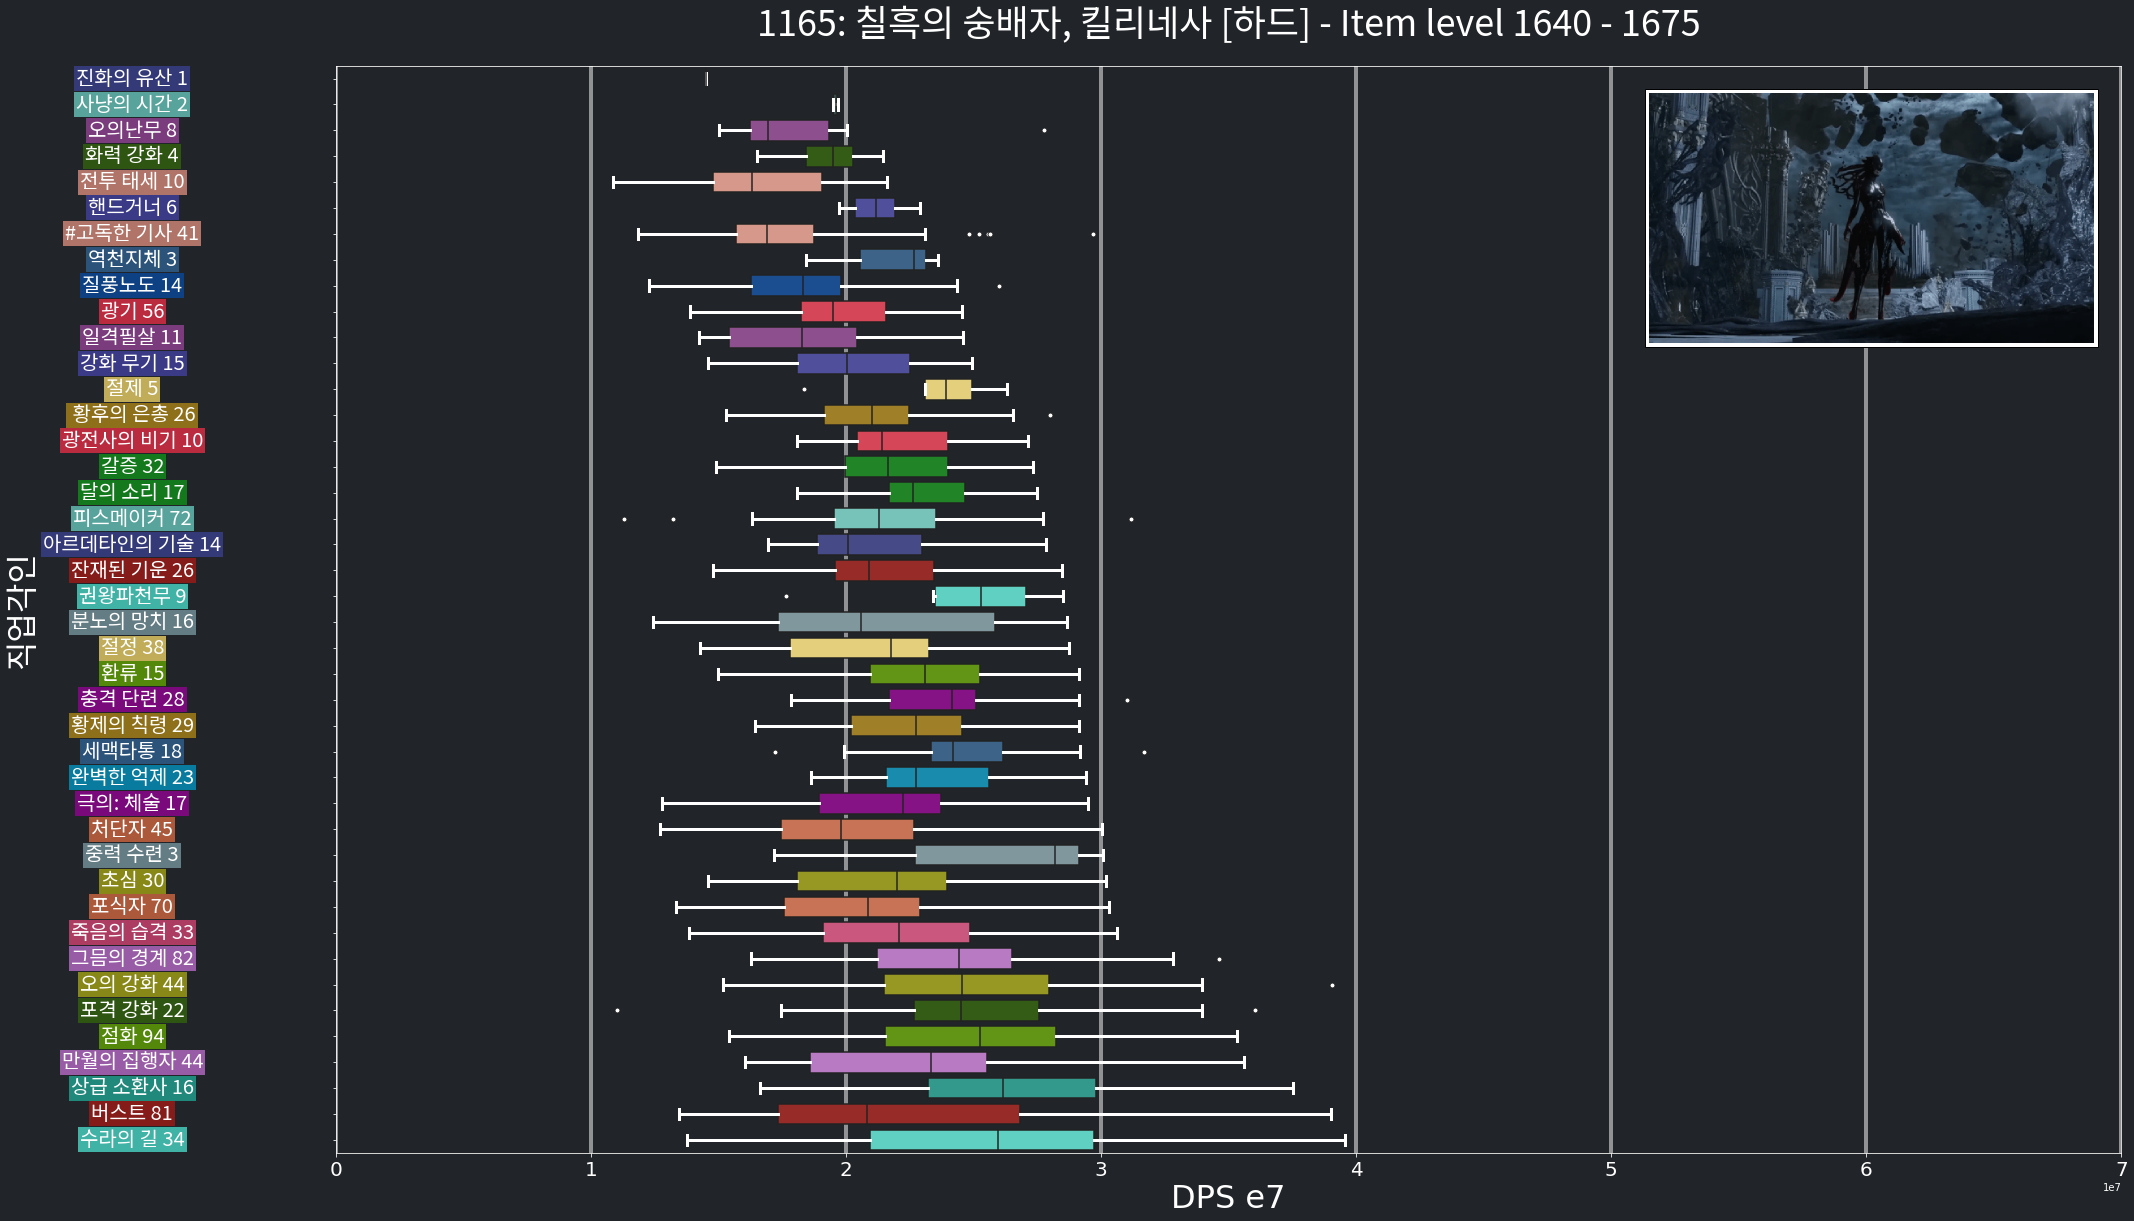 1165: 칠흑의 숭배자, 킬리네사 [하드] - Item level 1640 - 1675
진화의 유산 1
사냥의 시간 2
오의난무 8
화력 강화 4
전투 태세 10
핸드거너 6
#고독한 기사 41
역천지체 3
질풍노도 14
광기 56
일격필살 11
강화 무기 15
절제 5
황후의 은총 26
광전사의 비기 10
갈증 32
달의 소리 17
피스메이커 72
아르데타인의 기술 14
잔재된 기운 26
권왕파천무 9
분노의 망치 16
절정 38
환류 15
충격 단련 28
황제의 칙령 29
세맥타통 18
완벽한 억제 23
극의: 체술 17
처단자 45
중력 수련 3
초심 30
포식자 70
죽음의 습격 33
그믐의 경계 82
오의 강화 44
포격 강화 22
점화 94
만월의 집행자 44
상급 소환사 16
버스트 81
수라의 길 34
직업각인
0 1 2 3 4 5 6 7
1e7
DPS e7